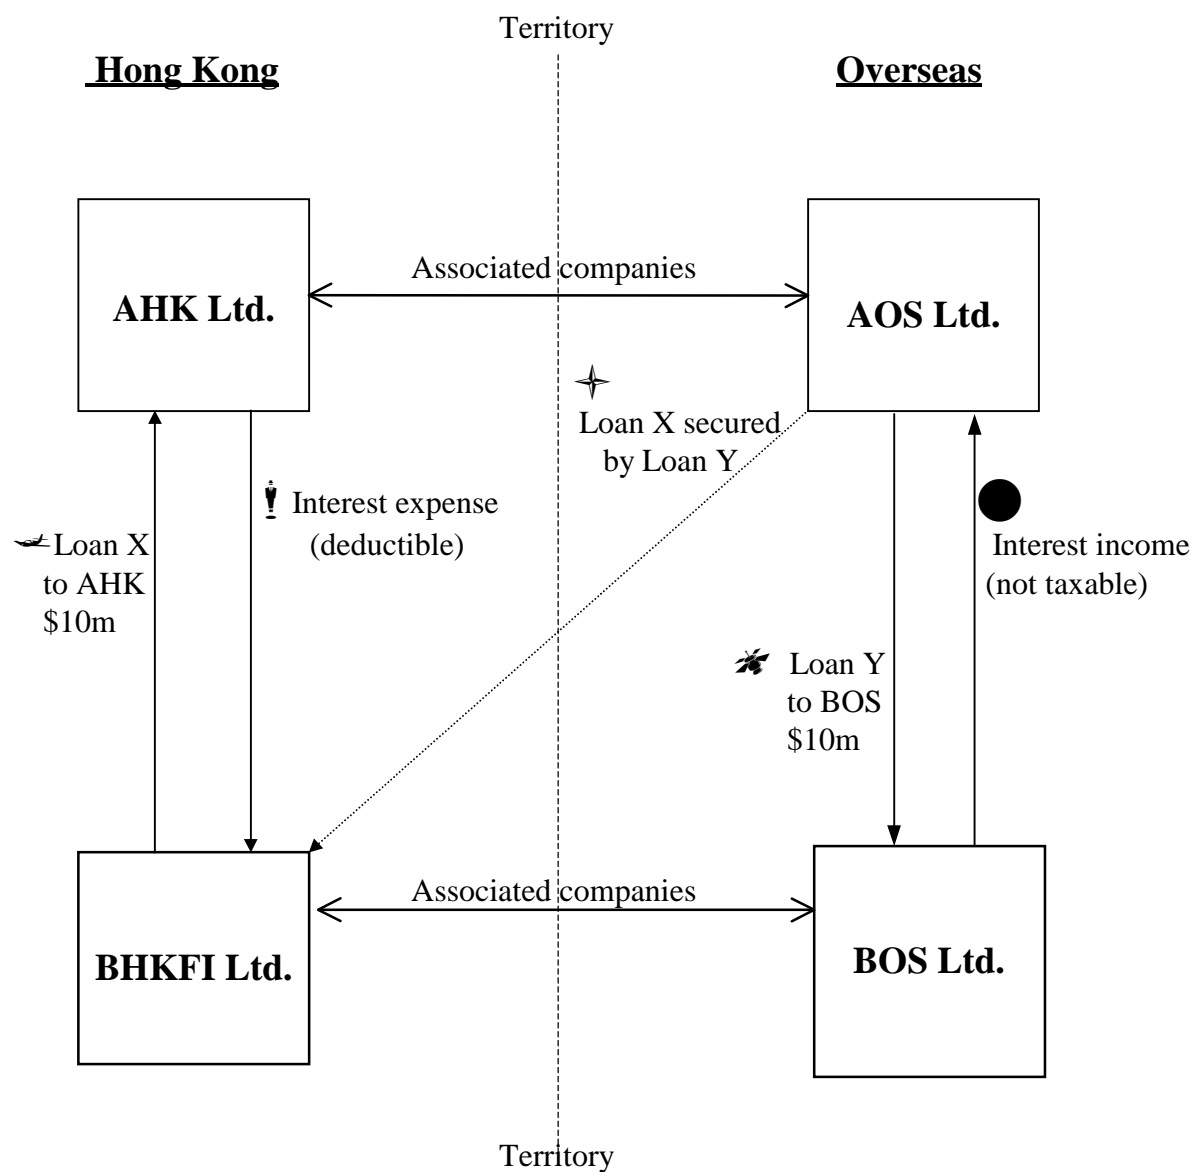 Territory
Hong Kong
Overseas
Associated companies
AHK Ltd.
AOS Ltd.
Loan X secured
by Loan Y
Interest expense
(deductible)
Loan X
to AHK
$10m
Interest income
(not taxable)
Loan Y
to BOS
$10m
Associated companies
BHKFI Ltd.
BOS Ltd.
Territory